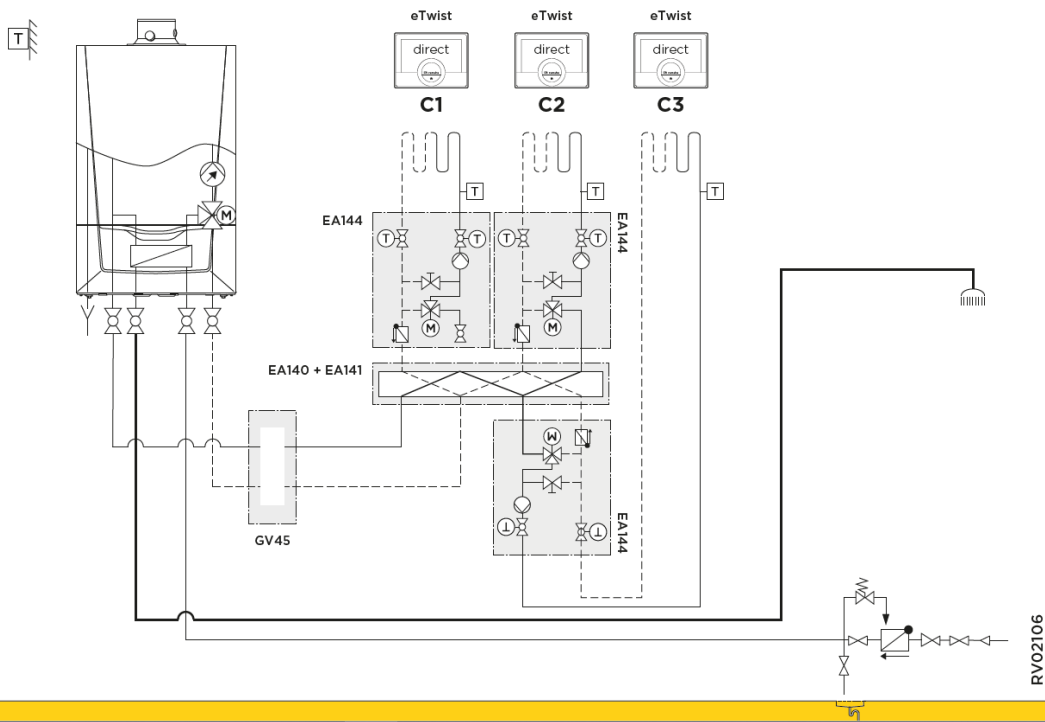 eTwist
eTwist
eTwist
T
direct
direct
direct
C1
C2
C3
T
T
T
M
EA144
EA144
T
T
T
T
M
M
EA140 + EA141
M
GV45
T
T
EA144
RV02106